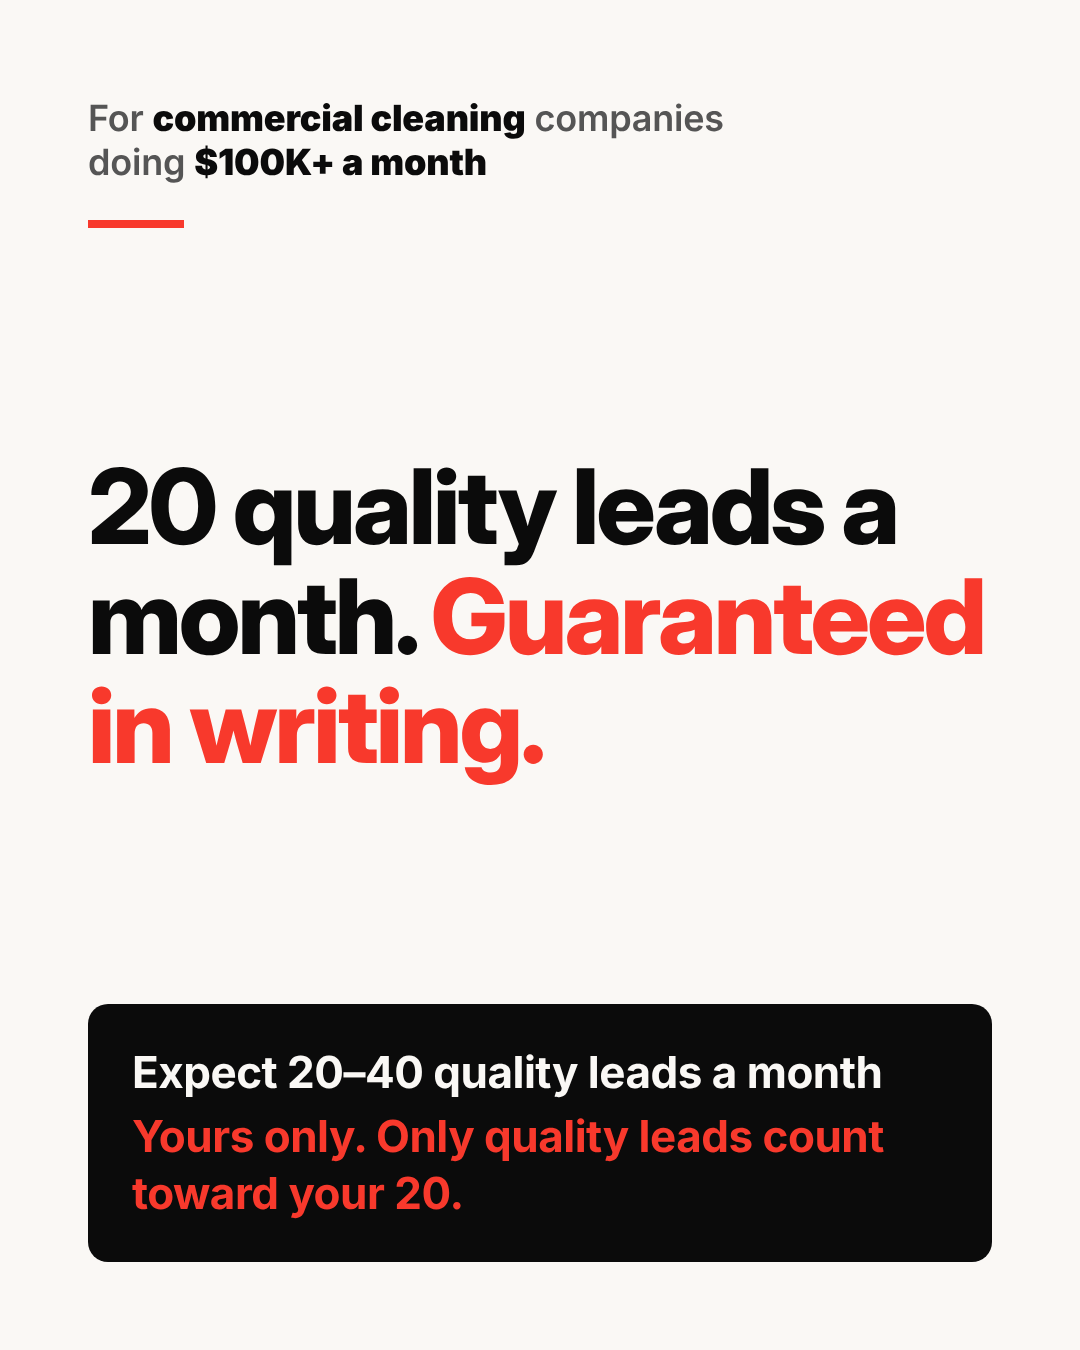 For commercial cleaning companies
doing $100K+ a month
20 quality leads a
month. Guaranteed
in writing.
Expect 20–40 quality leads a month
Yours only. Only quality leads count
toward your 20.